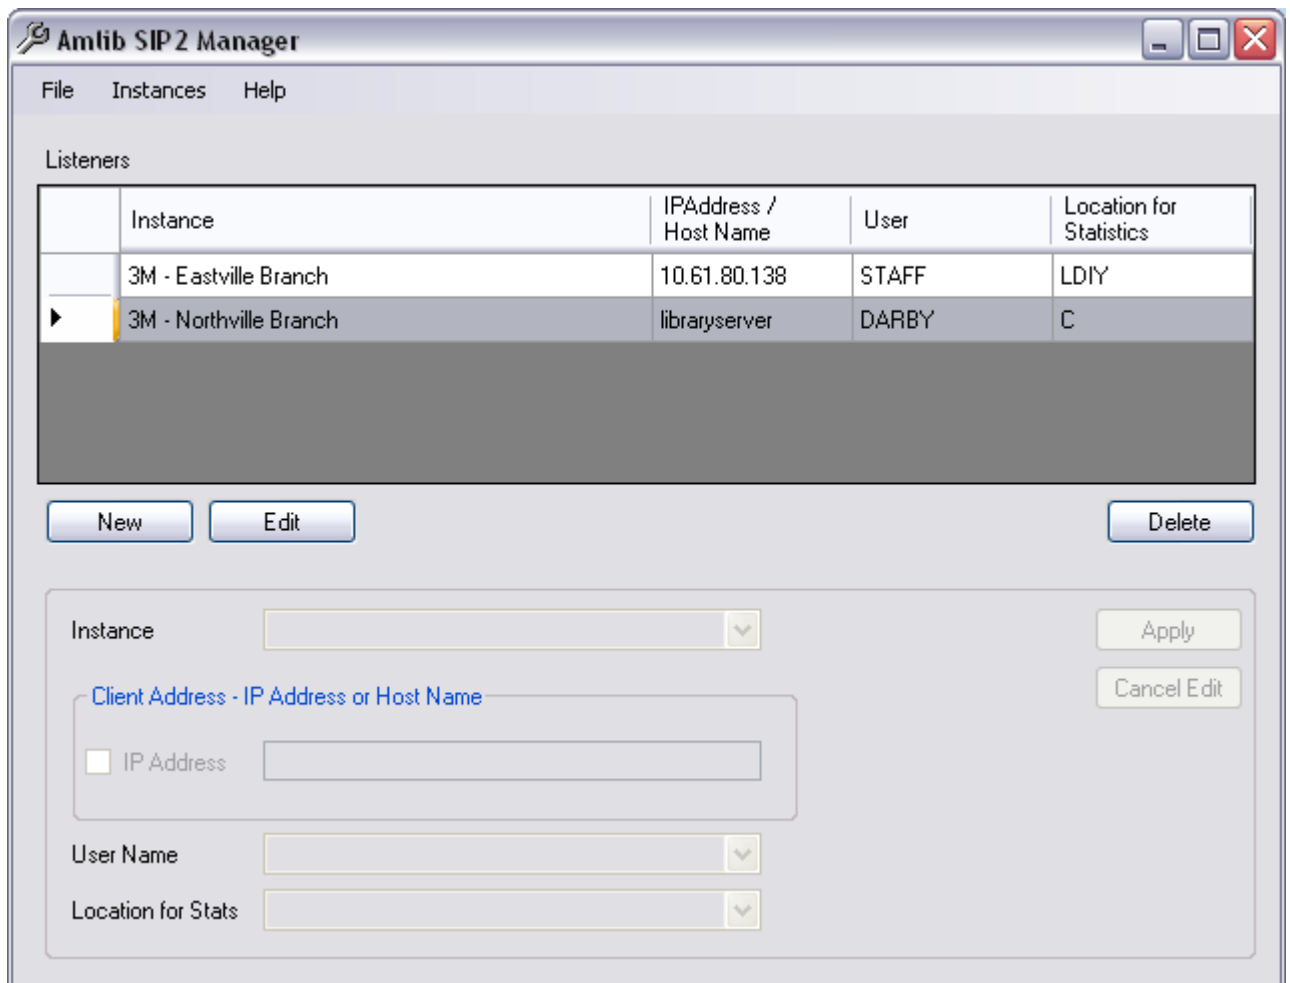 Amlib SIP2 Manager
File Instances Help
Listeners
Instance IPAddress / Host Name User Location for Statistics
3M - Eastville Branch 10.61.80.138 STAFF LDIY
3M - Northville Branch libraryserver DARBY C
New Edit Delete
Instance Apply
Client Address - IP Address or Host Name Cancel Edit
IP Address
User Name
Location for Stats